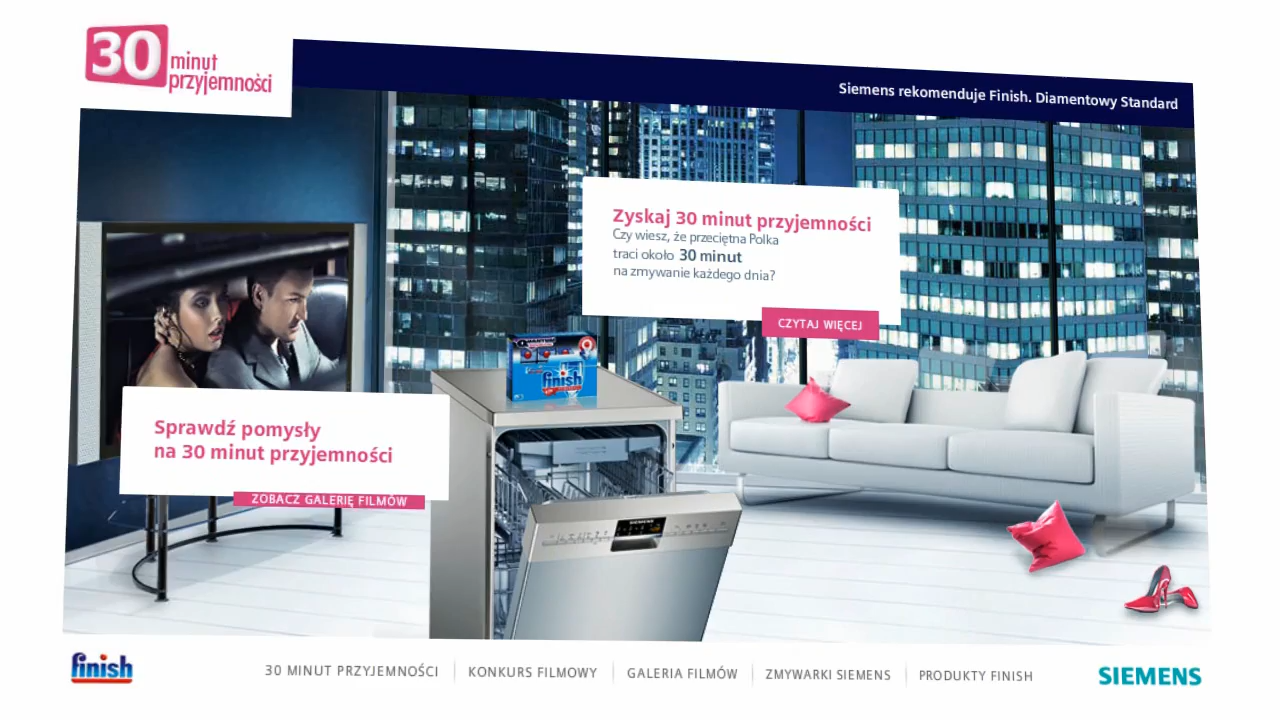 30 minut
przyjemności
Siemens rekomenduje Finish. Diamentowy Standard
Zyskaj 30 minut przyjemności
Czy wiesz, że przeciętna Polka
traci około 30 minut
na zmywanie każdego dnia?
CZYTAJ WIĘCEJ
finish
Sprawdź pomysły
na 30 minut przyjemności
ZOBACZ GALERIĘ FILMÓW
SIEMENS
finish
30 MINUT PRZYJEMNOŚCI
KONKURS FILMOWY
GALERIA FILMÓW
ZMYWARKI SIEMENS
PRODUKTY FINISH
SIEMENS